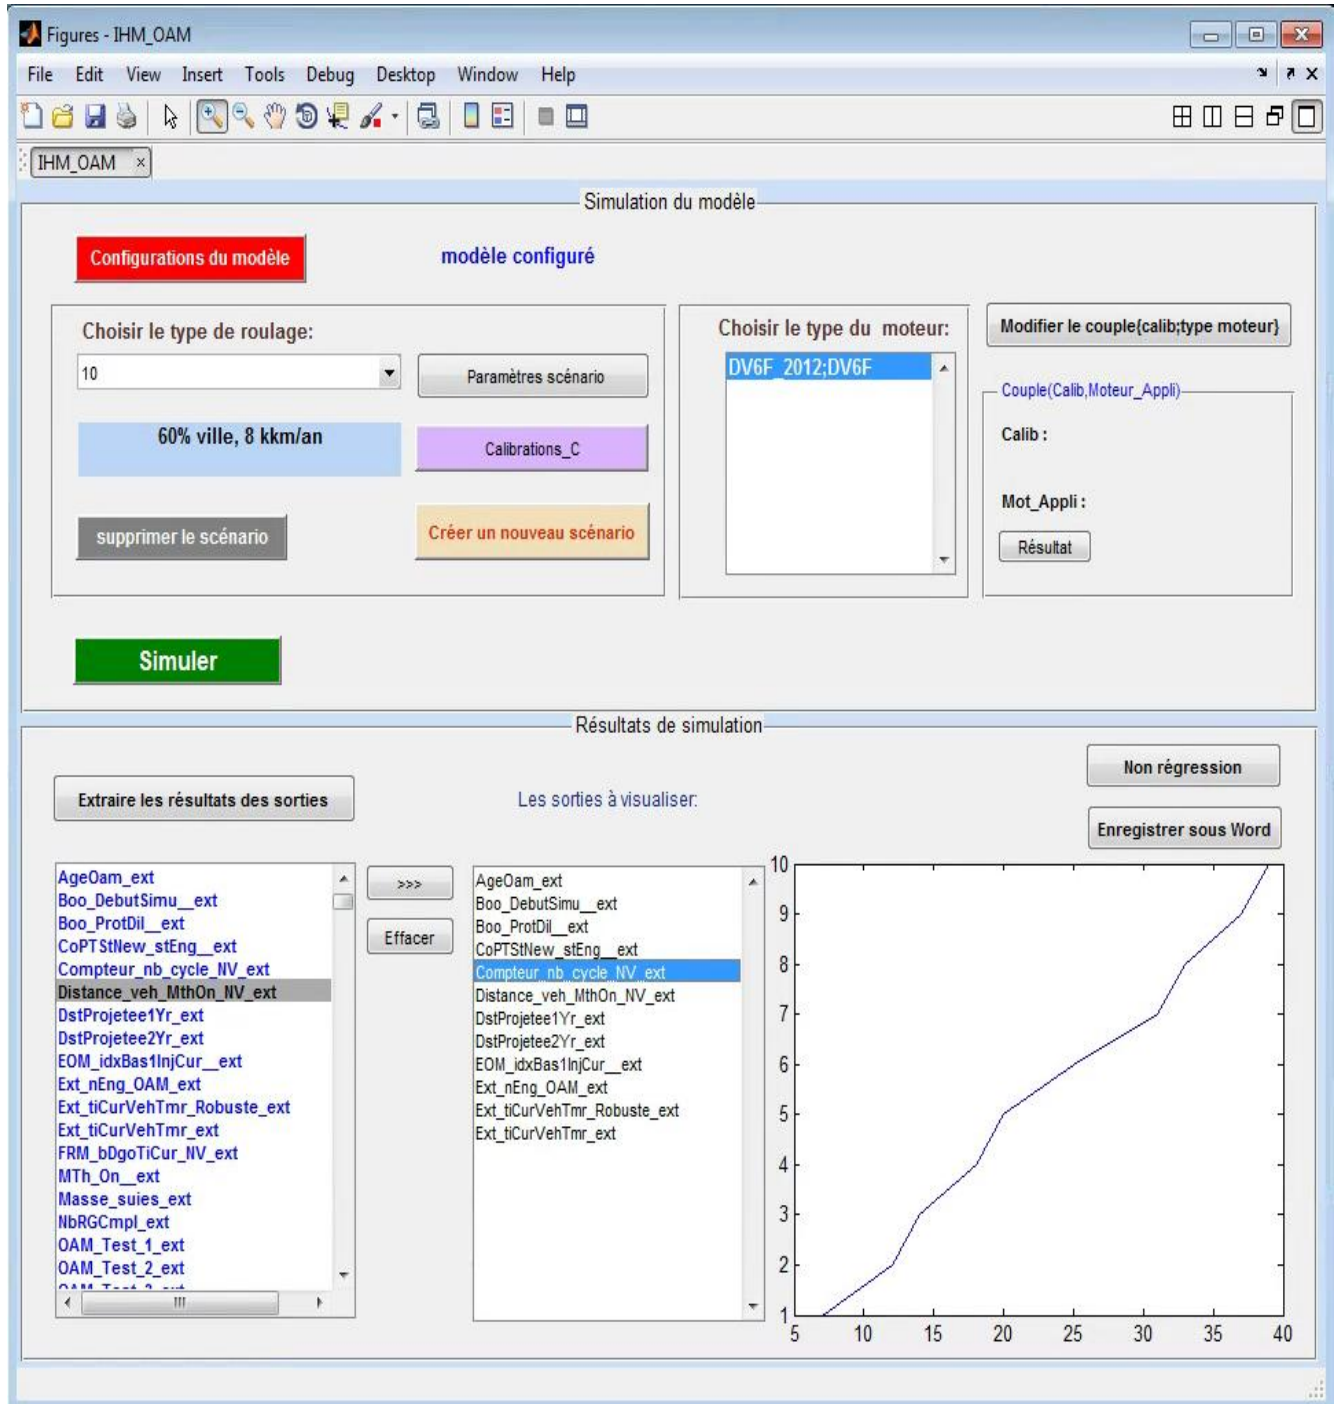 Figures - IHM_OAM
File Edit View Insert Tools Debug Desktop Window Help
IHM_OAM
Simulation du modèle
Configurations du modèle
modèle configuré
Choisir le type de roulage:
10
Paramètres scénario
60% ville, 8 kkm/an
Calibrations_C
supprimer le scénario
Créer un nouveau scénario
Choisir le type du moteur:
DV6F_2012;DV6F
Modifier le couple{calib;type moteur}
Couple(Calib,Moteur_Appli)
Calib :
Mot_Appli :
Résultat
Simuler
Résultats de simulation
Non régression
Extraire les résultats des sorties
Les sorties à visualiser:
Enregistrer sous Word
AgeOam_ext
Boo_DebutSimu__ext
Boo_ProtDil__ext
CoPTStNew_stEng__ext
Compteur_nb_cycle_NV_ext
Distance_veh_MthOn_NV_ext
DstProjetee1Yr_ext
DstProjetee2Yr_ext
EOM_idxBas1InjCur__ext
Ext_nEng_OAM_ext
Ext_tiCurVehTmr_Robuste_ext
Ext_tiCurVehTmr_ext
FRM_bDgoTiCur_NV_ext
MTh_On__ext
Masse_suies_ext
NbRGCmpl_ext
OAM_Test_1_ext
OAM_Test_2_ext
>>>
Effacer
AgeOam_ext
Boo_DebutSimu__ext
Boo_ProtDil__ext
CoPTStNew_stEng__ext
Compteur_nb_cycle_NV_ext
Distance_veh_MthOn_NV_ext
DstProjetee1Yr_ext
DstProjetee2Yr_ext
EOM_idxBas1InjCur__ext
Ext_nEng_OAM_ext
Ext_tiCurVehTmr_Robuste_ext
Ext_tiCurVehTmr_ext
10
9
8
7
6
5
4
3
2
1
5 10 15 20 25 30 35 40